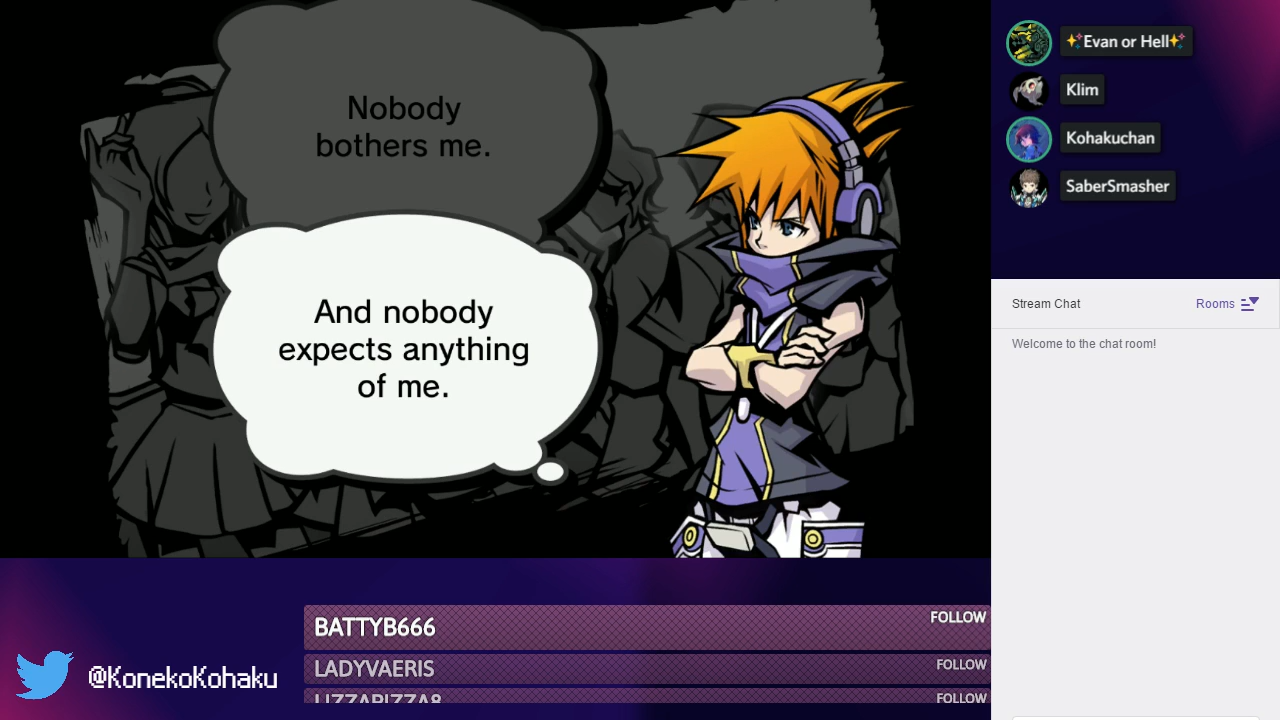 Nobody
bothers me.
And nobody
expects anything
of me.
✨Evan or Hell✨
Klim
Kohakuchan
SaberSmasher
Stream Chat
Rooms
Welcome to the chat room!
BATTYB666
FOLLOW
LADYVAERIS
FOLLOW
LIZZAPIZZA8
FOLLOW
@KonekoKohaku